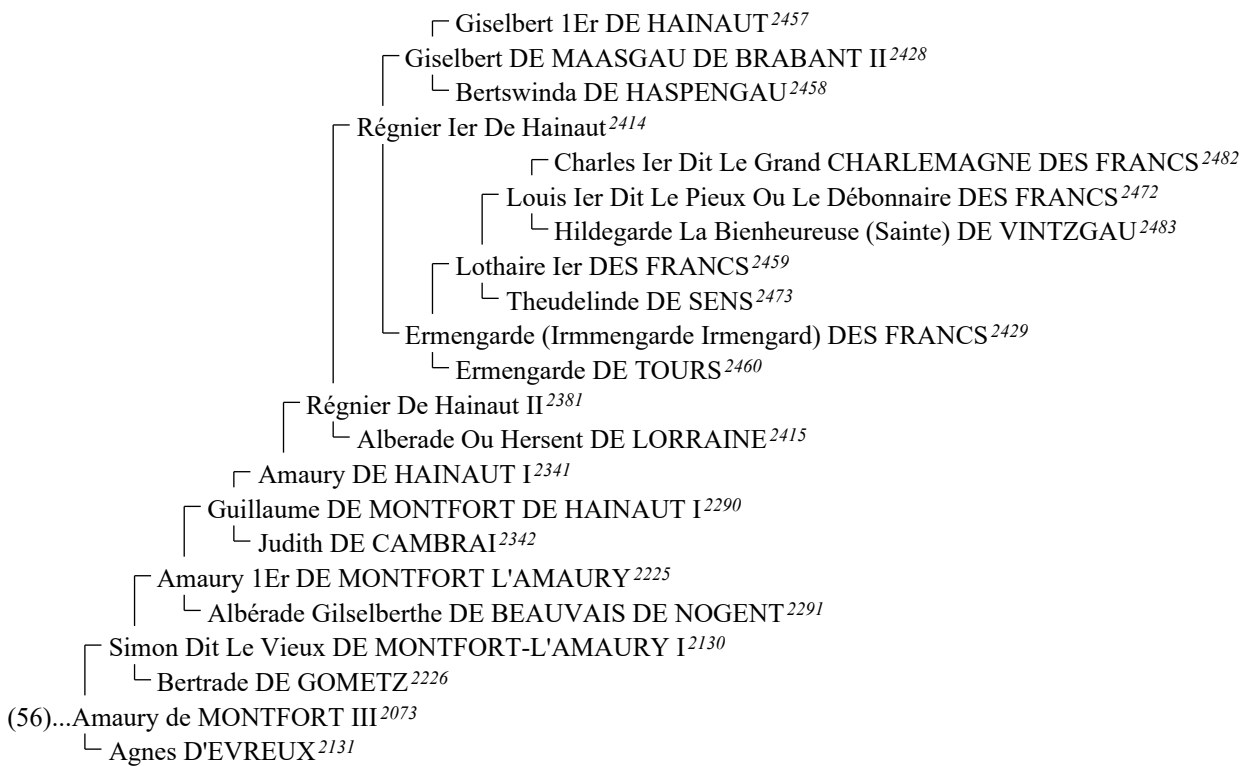 Giselbert 1Er DE HAINAUT2457
Giselbert DE MAASGAU DE BRABANT II2428
Bertswinda DE HASPENGAU2458
Régnier Ier De Hainaut2414
Charles Ier Dit Le Grand CHARLEMAGNE DES FRANCS2482
Louis Ier Dit Le Pieux Ou Le Débonnaire DES FRANCS2472
Hildegarde La Bienheureuse (Sainte) DE VINTZGAU2483
Lothaire Ier DES FRANCS2459
Theudelinde DE SENS2473
Ermengarde (Irmmengarde Irmengard) DES FRANCS2429
Ermengarde DE TOURS2460
Régnier De Hainaut II2381
Alberade Ou Hersent DE LORRAINE2415
Amaury DE HAINAUT I2341
Guillaume DE MONTFORT DE HAINAUT I2290
Judith DE CAMBRAI2342
Amaury 1Er DE MONTFORT L'AMAURY2225
Albérade Gilselberthe DE BEAUVAIS DE NOGENT2291
Simon Dit Le Vieux DE MONTFORT-L'AMAURY I2130
Bertrade DE GOMETZ2226
(56)...Amaury de MONTFORT III2073
Agnes D'EVREUX2131